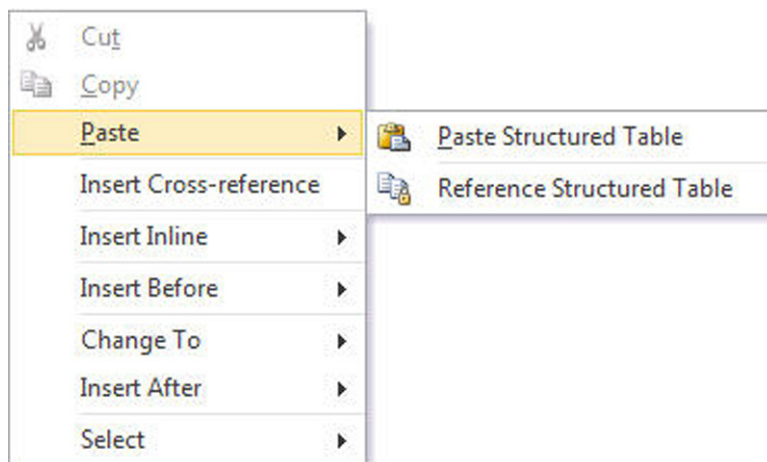 Cut
Copy
Paste
Paste Structured Table
Insert Cross-reference
Reference Structured Table
Insert Inline
Insert Before
Change To
Insert After
Select